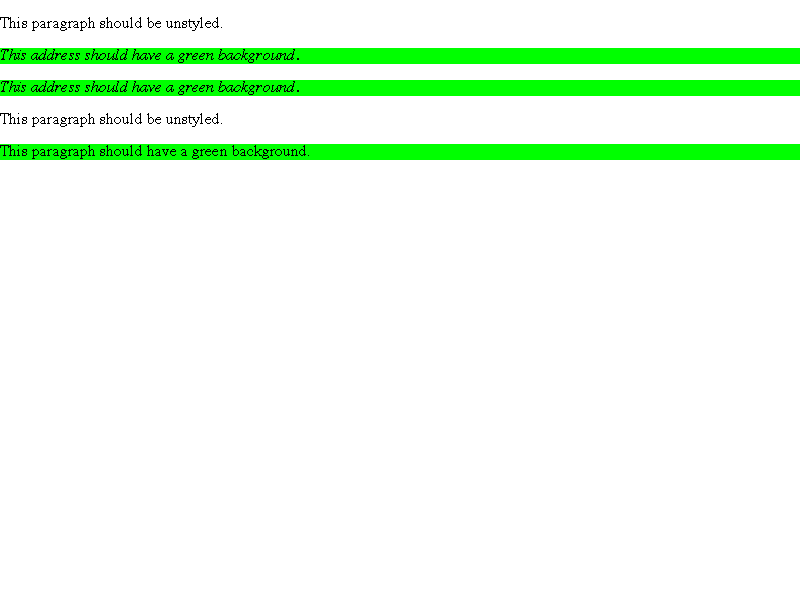 This paragraph should be unstyled.
This address should have a green background.
This address should have a green background.
This paragraph should be unstyled.
This paragraph should have a green background.